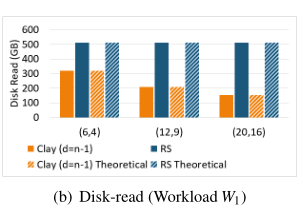 600
500
400
300
200
100
0
Disk Read (GB)
(6,4) (12,9) (20,16)
Clay (d=n-1) RS
Clay (d=n-1) Theoretical RS Theoretical
(b) Disk-read (Workload W₁)